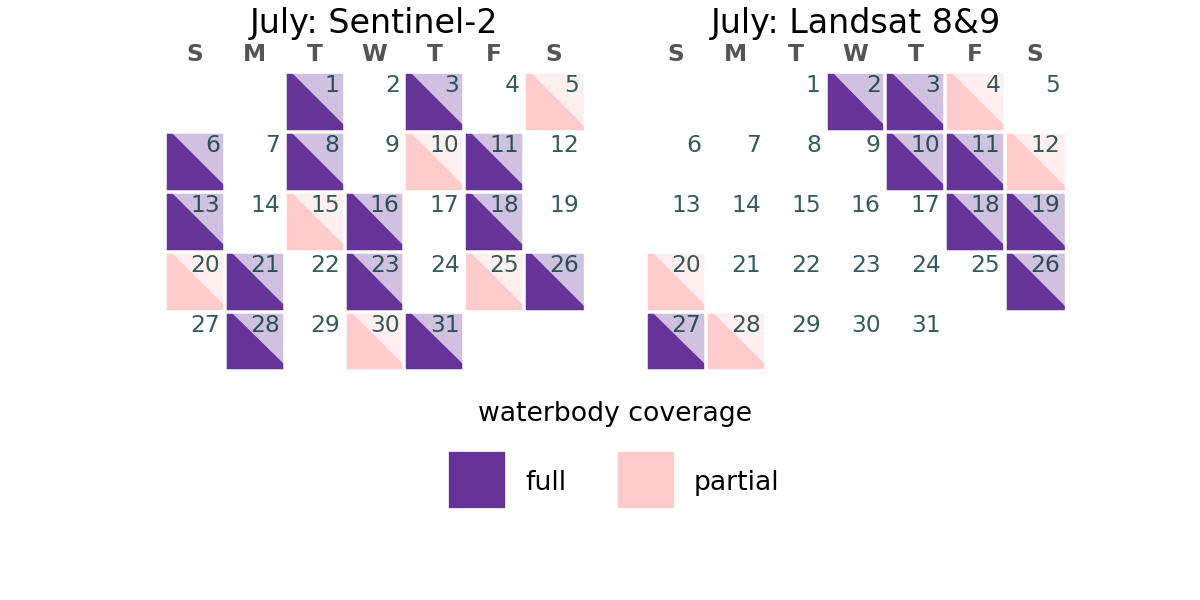 July: Sentinel-2
S M T W T F S
1 2 3 4 5
6 7 8 9 10 11 12
13 14 15 16 17 18 19
20 21 22 23 24 25 26
27 28 29 30 31
July: Landsat 8&9
S M T W T F S
1 2 3 4 5
6 7 8 9 10 11 12
13 14 15 16 17 18 19
20 21 22 23 24 25 26
27 28 29 30 31
waterbody coverage
full partial